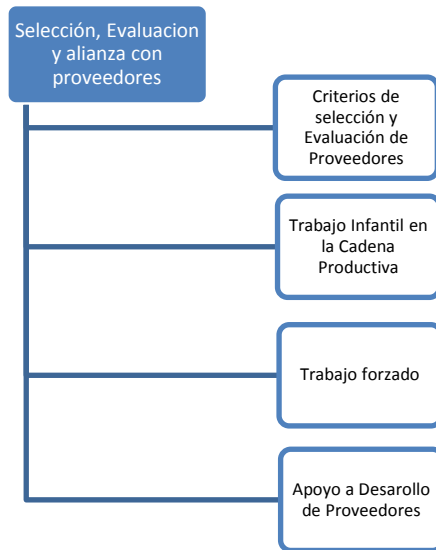 Selección, Evaluacion
y alianza con
proveedores
Criterios de
selección y
Evaluación de
Proveedores
Trabajo Infantil en
la Cadena
Productiva
Trabajo forzado
Apoyo a Desarollo
de Proveedores